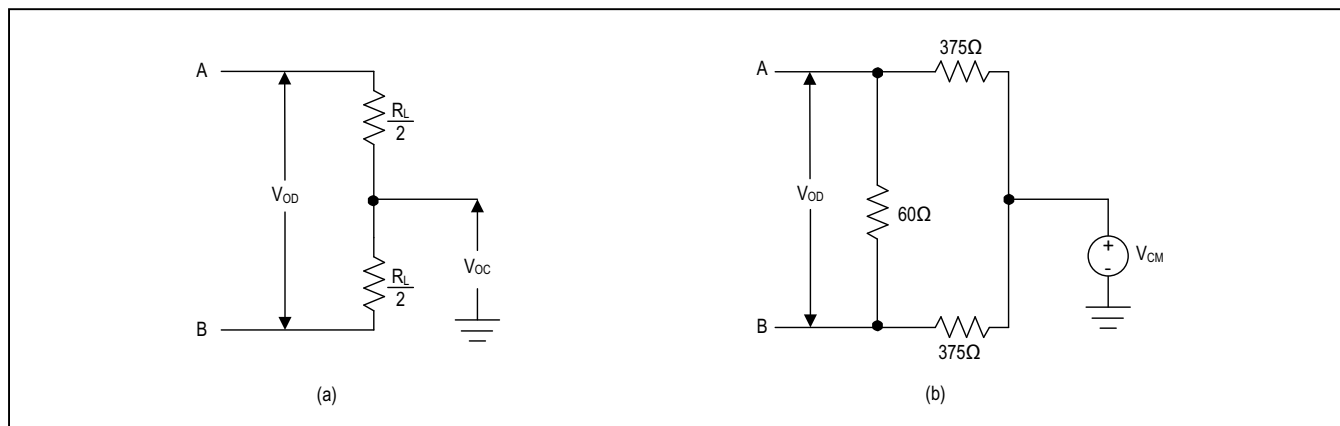 A
R_L
2
V_OD
V_OC
R_L
2
B
(a)
375Ω
A
V_OD
60Ω
+
-
V_CM
B
375Ω
(b)